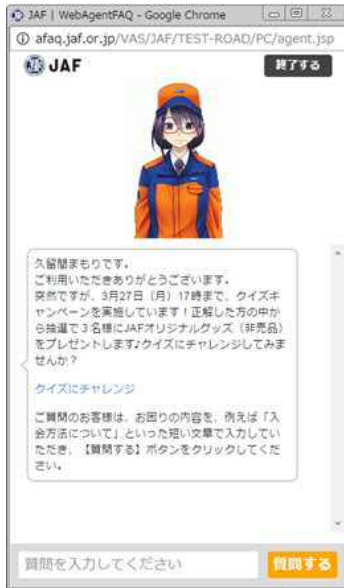 JAF | WebAgentFAQ - Google Chrome
afaq.jaf.or.jp/VAS/JAF/TEST-ROAD/PC/agent.jsp
JAF
終了する
久留間まもりです。
ご利用いただきありがとうございます。
突然ですが、3月27日（月）17時まで、クイズキ
ャンペーンを実施しています！正解した方の中か
ら抽選で３名様にJAFオリジナルグッズ（非売品）
をプレゼントします♪クイズにチャレンジしてみま
せんか？
クイズにチャレンジ
ご質問のお客様は、お困りの内容を、例えば「入
会方法について」といった短い文章で入力してい
ただき、【質問する】ボタンをクリックしてくだ
さい。
質問を入力してください
質問する